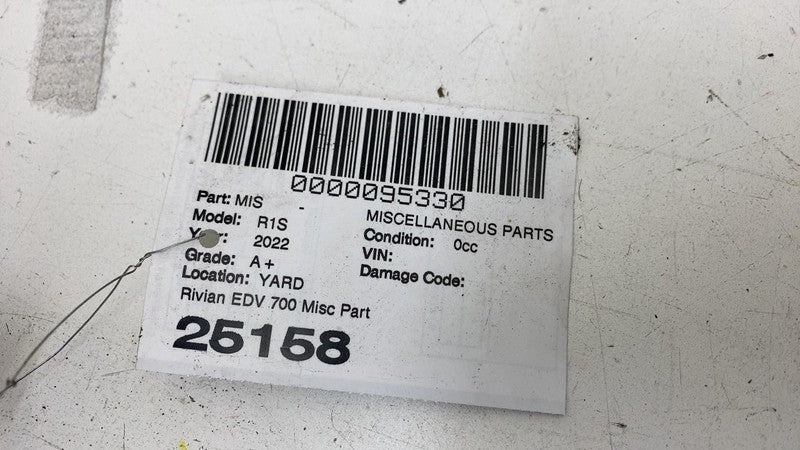 0000095330
Part: MIS - MISCELLANEOUS PARTS
Model: R1S Condition: 0cc
2022 VIN:
Grade: A+ Damage Code:
Location: YARD
Rivian EDV 700 Misc Part
25158